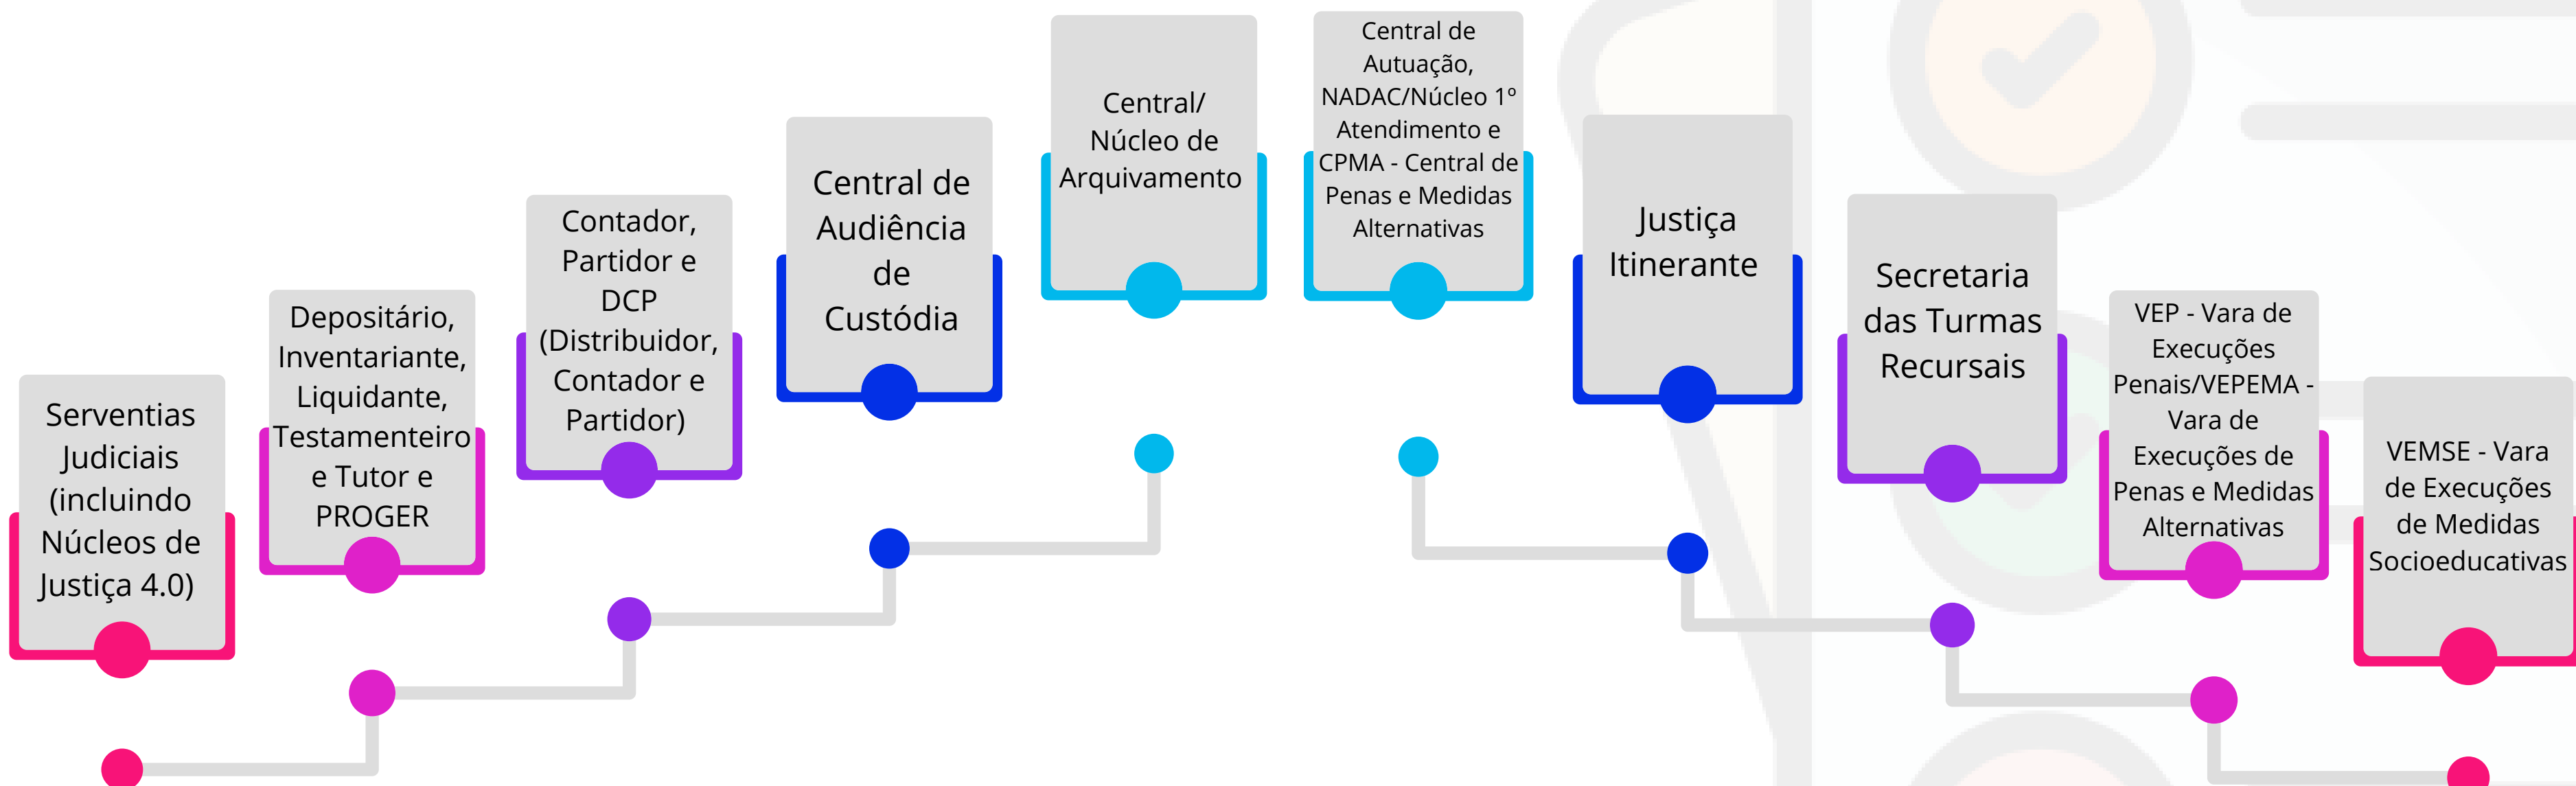 Serventias
Judiciais
(incluindo
Núcleos de
Justiça 4.0)
Depositário,
Inventariante,
Liquidante,
Testamenteiro
e Tutor e
PROGER
Contador,
Partidor e
DCP
(Distribuidor,
Contador e
Partidor)
Central de
Audiência
de
Custódia
Central/
Núcleo de
Arquivamento
Central de
Autuação,
NADAC/Núcleo 1º
Atendimento e
CPMA - Central de
Penas e Medidas
Alternativas
Justiça
Itinerante
Secretaria
das Turmas
Recursais
VEP - Vara de
Execuções
Penais/VEPEMA -
Vara de
Execuções de
Penas e Medidas
Alternativas
VEMSE - Vara
de Execuções
de Medidas
Socioeducativas